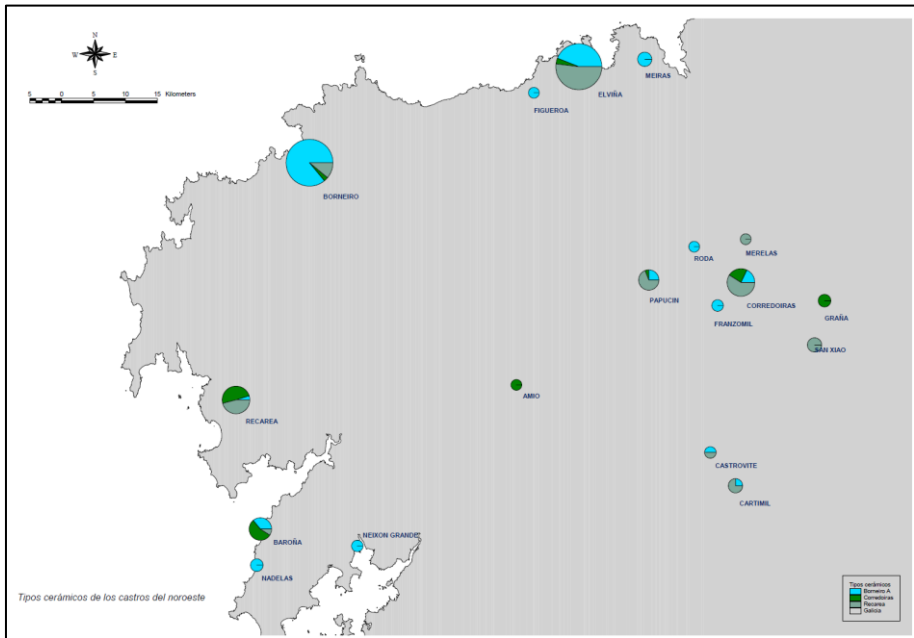 N
W E
S
5 0 5 10 15 Kilometers
MEIRAS
ELVIÑA
FIGUEROA
BORNEIRO
MERELAS
RODA
PAPUCIN
CORREDOIRAS
GRAÑA
FRANZOMIL
SAN XIAO
AMIO
RECAREA
CASTROVITE
CARTIMIL
NEIXON GRANDE
BAROÑA
NADELAS
Tipos cerámicos de los castros del noroeste
Tipos cerámicos
Borneiro A
Corredoiras
Recarea
Galicia